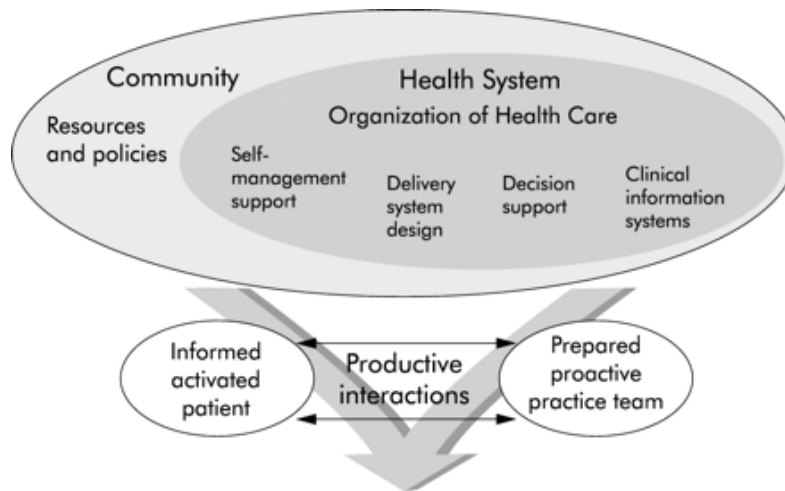 Community
Resources
and policies
Health System
Organization of Health Care
Self-
management
support
Delivery
system
design
Decision
support
Clinical
information
systems
Informed
activated
patient
Productive
interactions
Prepared
proactive
practice team